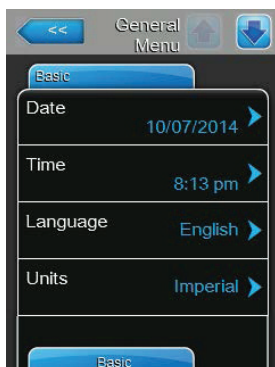 <<
General
Menu
Basic
Date
10/07/2014
Time
8:13 pm
Language
English
Units
Imperial
Basic